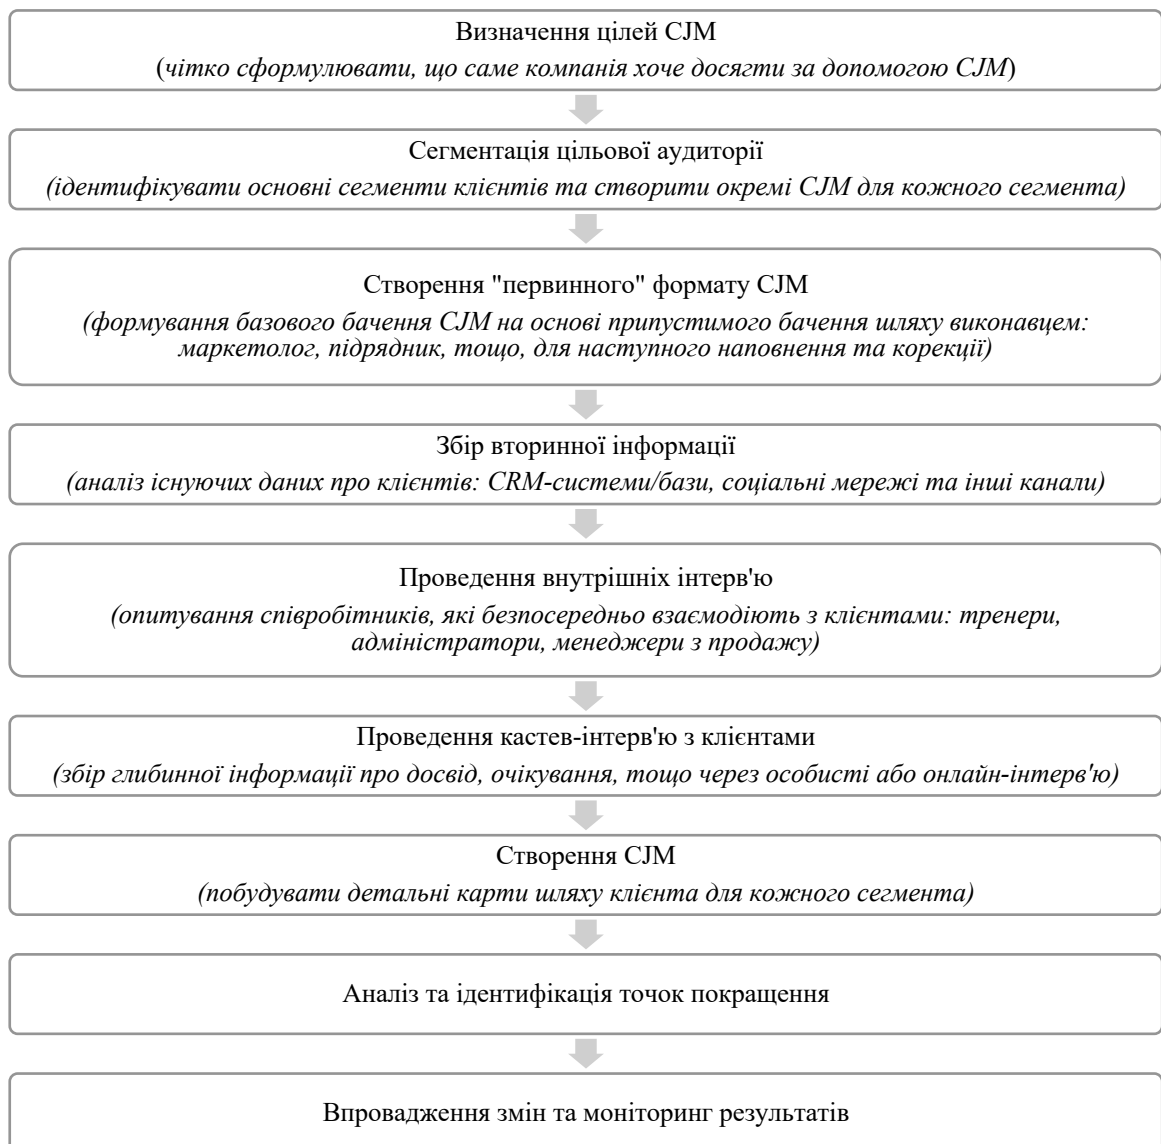 Визначення цілей CJM
(чітко сформулювати, що саме компанія хоче досягти за допомогою CJM)
Сегментація цільової аудиторії
(ідентифікувати основні сегменти клієнтів та створити окремі CJM для кожного сегмента)
Створення "первинного" формату CJM
(формування базового бачення CJM на основі припустимого бачення шляху виконавцем:
маркетолог, підрядник, тощо, для наступного наповнення та корекції)
Збір вторинної інформації
(аналіз існуючих даних про клієнтів: CRM-системи/бази, соціальні мережі та інші канали)
Проведення внутрішніх інтерв'ю
(опитування співробітників, які безпосередньо взаємодіють з клієнтами: тренери,
адміністратори, менеджери з продажу)
Проведення кастев-інтерв'ю з клієнтами
(збір глибинної інформації про досвід, очікування, тощо через особисті або онлайн-інтерв'ю)
Створення CJM
(побудувати детальні карти шляху клієнта для кожного сегмента)
Аналіз та ідентифікація точок покращення
Впровадження змін та моніторинг результатів